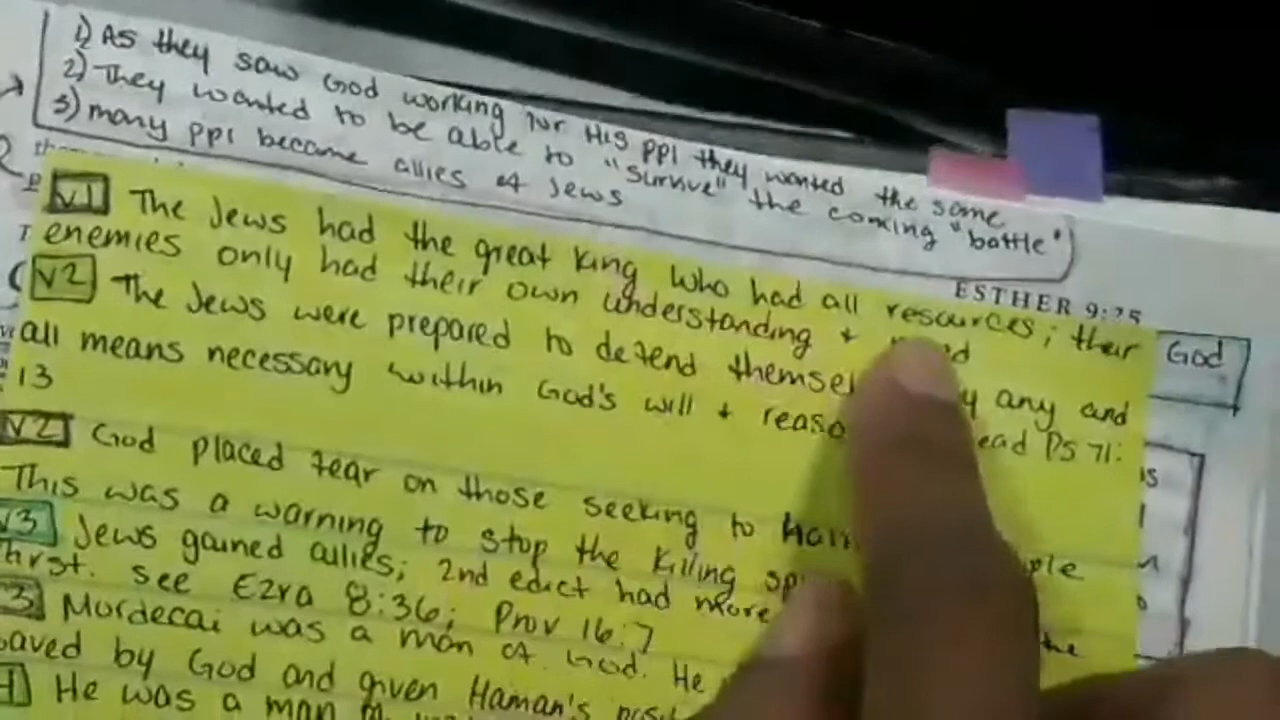 1) As they saw God working for His ppl they wanted the same
2) They wanted to be able to "survive" the coming "battle"
3) many ppl become allies of Jews
ESTHER 9:25
God
V1 The Jews had the great King who had all resources; their
enemies only had their own understanding +
V2 The Jews were prepared to defend any and
all means necessary within God's will + Ps 71:
13
V2 God placed fear on those seeking to
This was a warning to stop the killing
V3 Jews gained allies; 2nd edict had more the
first. see Ezra 8:36; Prov 16:7
3 Mordecai was a man of God. He
saved by God and given Haman's
He was a man